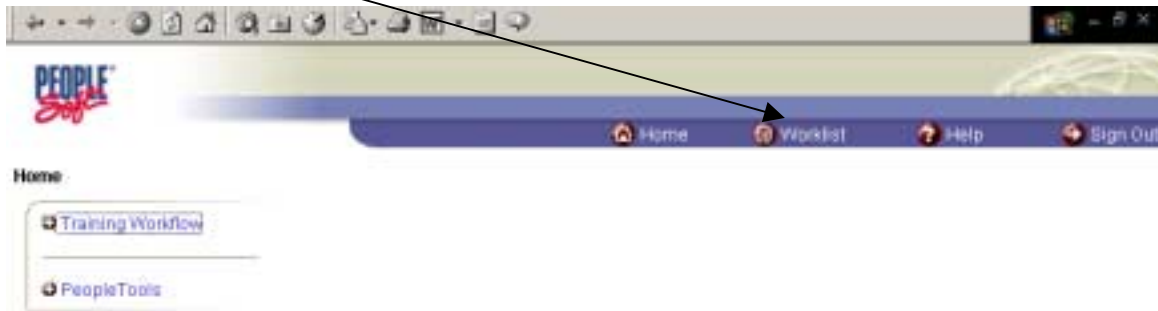 PEOPLE
Soft
Home Worklist Help Sign Out
Home
Training Workflow
PeopleTools